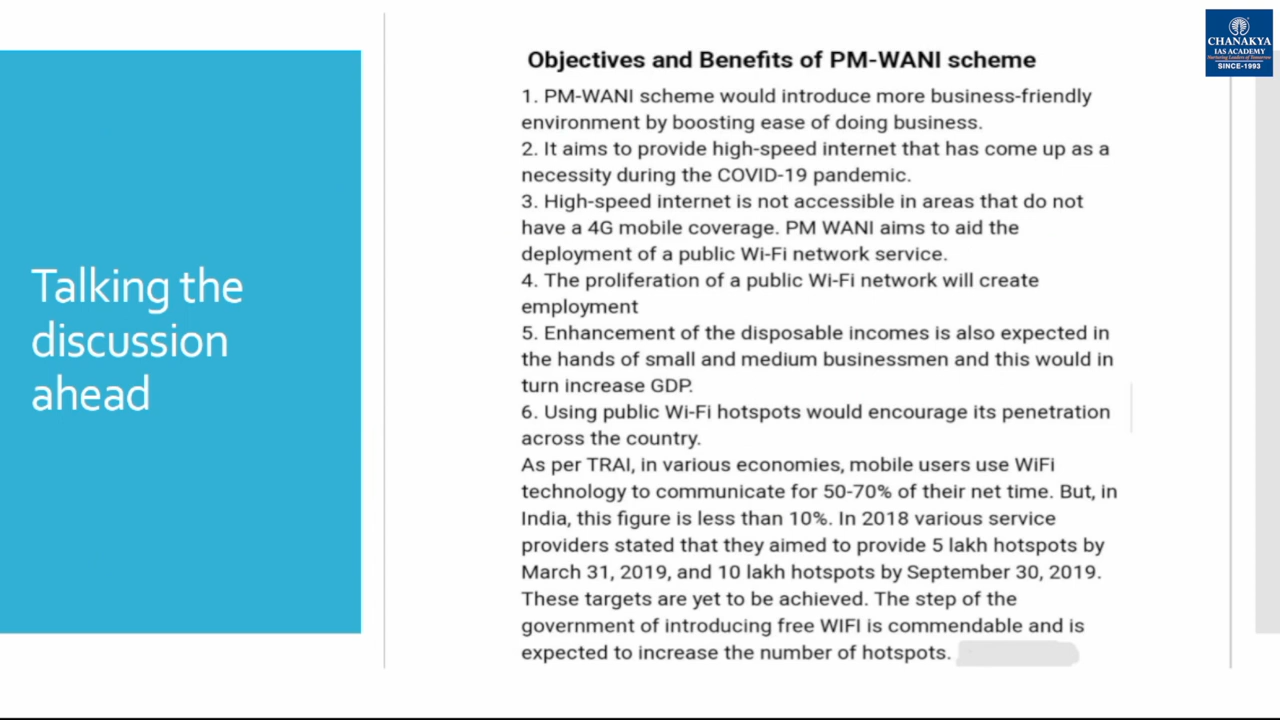 CHANAKYA
IAS ACADEMY
Nurturing Leaders of Tomorrow
SINCE-1993
Talking the
discussion
ahead
Objectives and Benefits of PM-WANI scheme
1. PM-WANI scheme would introduce more business-friendly
environment by boosting ease of doing business.
2. It aims to provide high-speed internet that has come up as a
necessity during the COVID-19 pandemic.
3. High-speed internet is not accessible in areas that do not
have a 4G mobile coverage. PM WANI aims to aid the
deployment of a public Wi-Fi network service.
4. The proliferation of a public Wi-Fi network will create
employment
5. Enhancement of the disposable incomes is also expected in
the hands of small and medium businessmen and this would in
turn increase GDP.
6. Using public Wi-Fi hotspots would encourage its penetration
across the country.
As per TRAI, in various economies, mobile users use WiFi
technology to communicate for 50-70% of their net time. But, in
India, this figure is less than 10%. In 2018 various service
providers stated that they aimed to provide 5 lakh hotspots by
March 31, 2019, and 10 lakh hotspots by September 30, 2019.
These targets are yet to be achieved. The step of the
government of introducing free WIFI is commendable and is
expected to increase the number of hotspots.